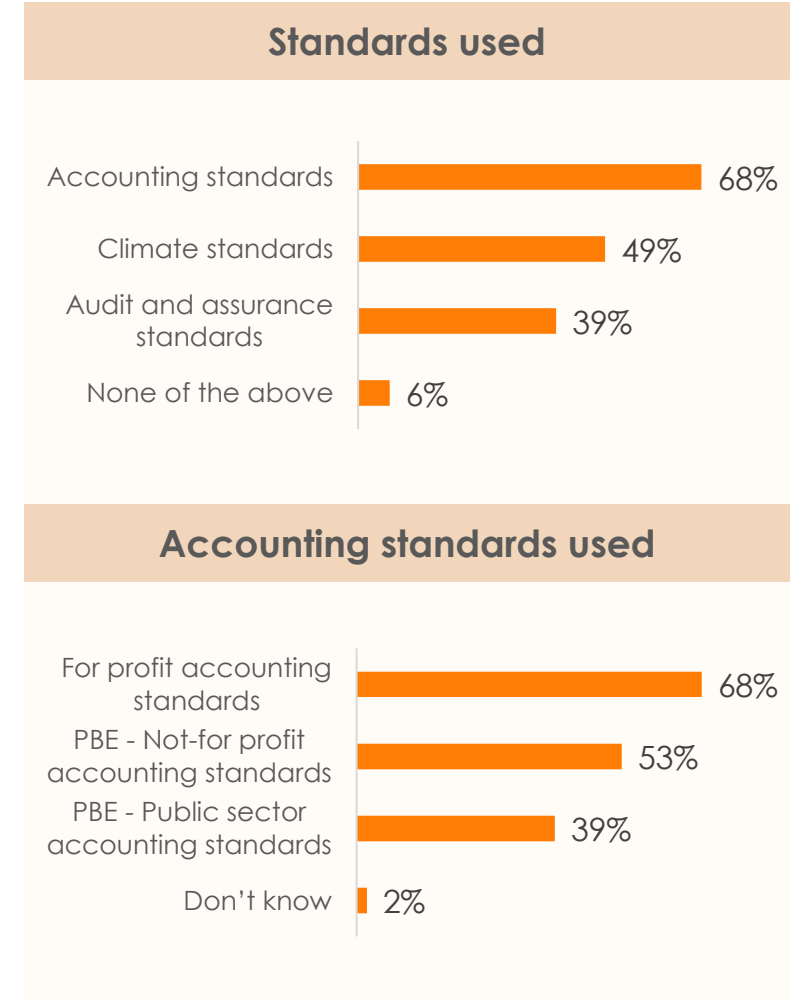 Standards used
Accounting standards 68%
Climate standards 49%
Audit and assurance
standards 39%
None of the above 6%
Accounting standards used
For profit accounting
standards 68%
PBE - Not-for profit
accounting standards 53%
PBE - Public sector
accounting standards 39%
Don’t know 2%